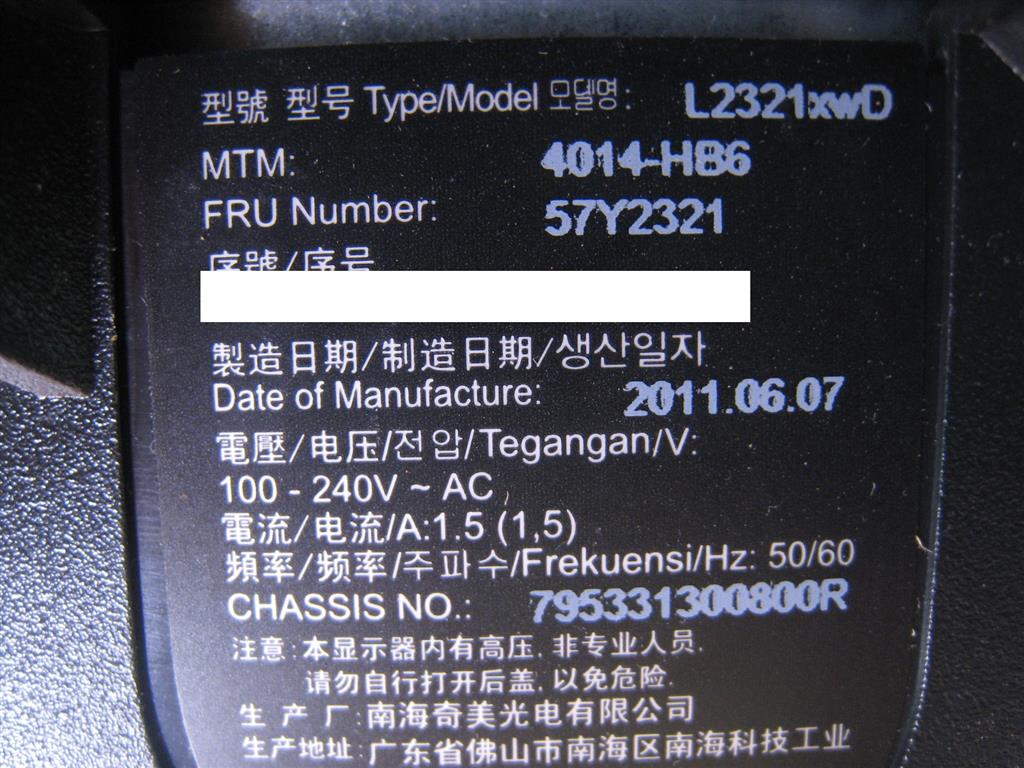 型號 型号 Type/Model 모델명: L2321xwD
MTM: 4014-HB6
FRU Number: 57Y2321
序號/序号
製造日期/制造日期/생산일자
Date of Manufacture: 2011.06.07
電壓/电压/전압/Tegangan/V:
100 - 240V ~ AC
電流/电流/A:1.5 (1,5)
頻率/频率/주파수/Frekuensi/Hz: 50/60
CHASSIS NO.: 795331300800R
注意:本显示器内有高压, 非专业人员.
请勿自行打开后盖, 以免危险.
生 产 厂:南海奇美光电有限公司
生产地址:广东省佛山市南海区南海科技工业